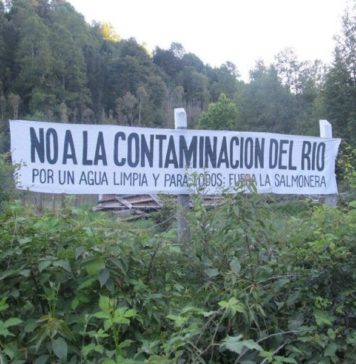 NO A LA CONTAMINACION DEL RIO
POR UN AGUA LIMPIA Y PARA TODOS: FUERA LA SALMONERA